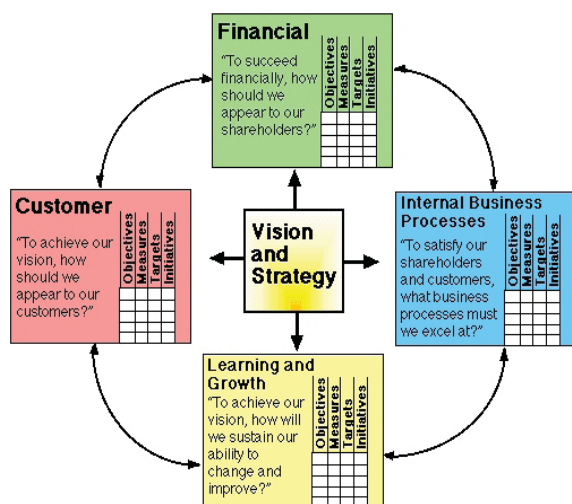 Financial
“To succeed
financially, how
should we
appear to our
shareholders?”
Objectives
Measures
Targets
Initiatives
Customer
“To achieve our
vision, how
should we
appear to our
customers?”
Objectives
Measures
Targets
Initiatives
Vision
and
Strategy
Internal Business
Processes
“To satisfy our
shareholders
and customers,
what business
processes must
we excel at?”
Objectives
Measures
Targets
Initiatives
Learning and
Growth
“To achieve our
vision, how will
we sustain our
ability to
change and
improve?”
Objectives
Measures
Targets
Initiatives